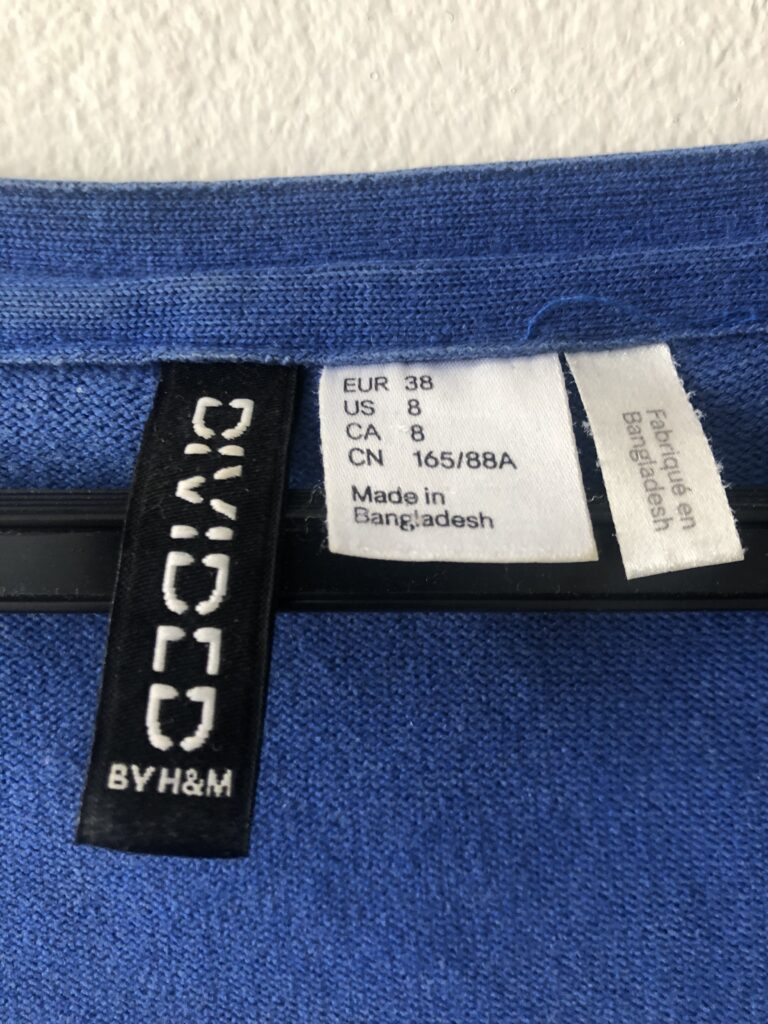 DIVIDED
BY H&M
EUR 38
US 8
CA 8
CN 165/88A
Made in
Bangladesh
Fabriqué en
Bangladesh